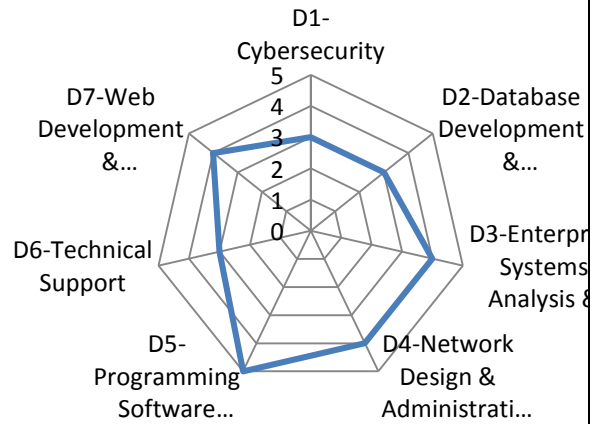 D1-
Cybersecurity
5
4
3
2
1
0
D2-Database
Development
&...
D3-Enterpr
Systems
Analysis &
D4-Network
Design &
Administrati...
D5-
Programming
Software...
D6-Technical
Support
D7-Web
Development
&...